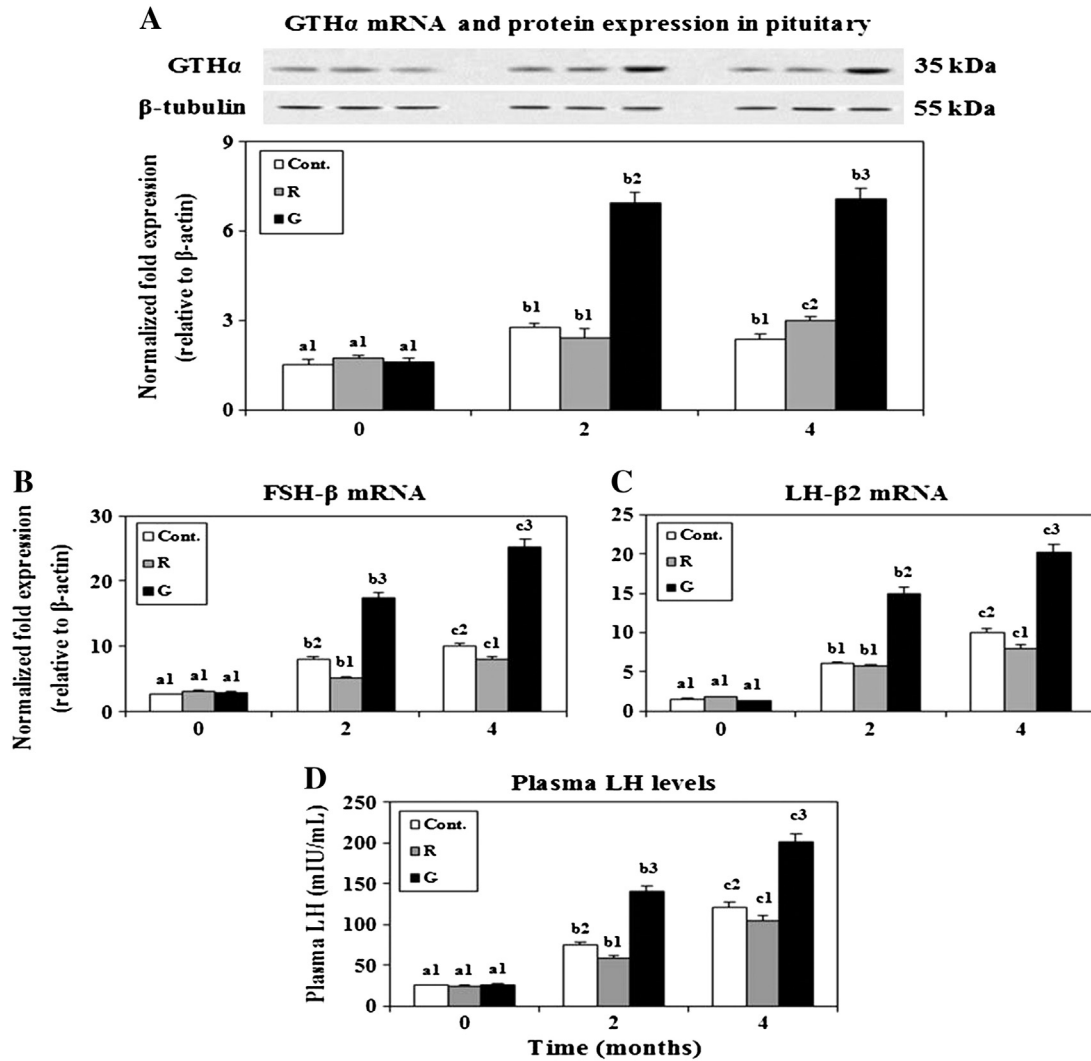 A
GTHα mRNA and protein expression in pituitary
GTHα
35 kDa
β-tubulin
55 kDa
Normalized fold expression
(relative to β-actin)
9
6
3
0
Cont.
R
G
a1 a1 a1
b1 b1 b2
b1 c2 b3
0 2 4
B
FSH-β mRNA
Normalized fold expression
(relative to β-actin)
30
20
10
0
Cont.
R
G
a1 a1 a1
b2 b1 b3
c2 c1 c3
0 2 4
C
LH-β2 mRNA
25
20
15
10
5
0
Cont.
R
G
a1 a1 a1
b1 b1 b2
c2 c1 c3
0 2 4
D
Plasma LH levels
Plasma LH (mIU/mL)
250
200
150
100
50
0
Cont.
R
G
a1 a1 a1
b2 b1 b3
c2 c1 c3
0 2 4
Time (months)